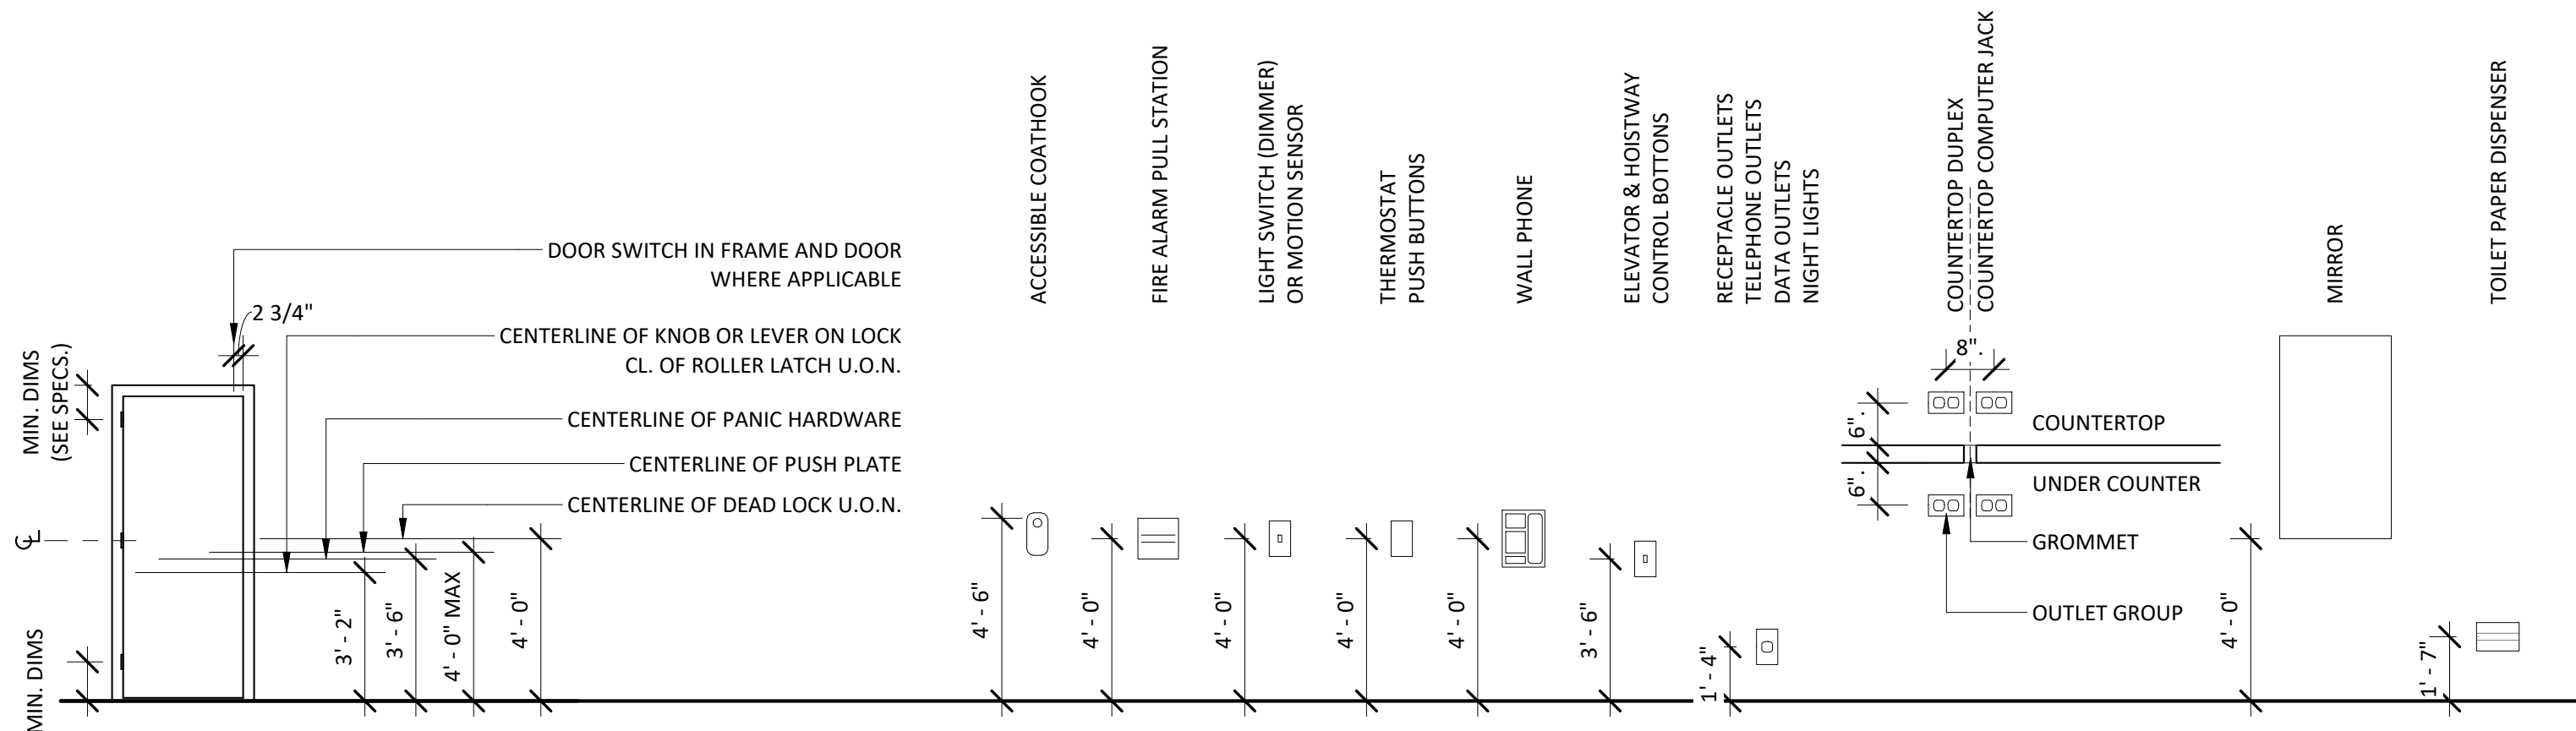 DOOR SWITCH IN FRAME AND DOOR
WHERE APPLICABLE
2 3/4"
CENTERLINE OF KNOB OR LEVER ON LOCK
CL. OF ROLLER LATCH U.O.N.
CENTERLINE OF PANIC HARDWARE
CENTERLINE OF PUSH PLATE
CENTERLINE OF DEAD LOCK U.O.N.
MIN. DIMS
(SEE SPECS.)
CL
MIN. DIMS
3' - 2"
3' - 6"
4' - 0" MAX
4' - 0"
ACCESSIBLE COATHOOK
4' - 6"
FIRE ALARM PULL STATION
4' - 0"
LIGHT SWITCH (DIMMER)
OR MOTION SENSOR
4' - 0"
THERMOSTAT
PUSH BUTTONS
4' - 0"
WALL PHONE
4' - 0"
ELEVATOR & HOISTWAY
CONTROL BOTTONS
3' - 6"
RECEPTACLE OUTLETS
TELEPHONE OUTLETS
DATA OUTLETS
NIGHT LIGHTS
1' - 4"
COUNTERTOP DUPLEX
COUNTERTOP COMPUTER JACK
8".
6".
6".
COUNTERTOP
UNDER COUNTER
GROMMET
OUTLET GROUP
MIRROR
4' - 0"
TOILET PAPER DISPENSER
1' - 7"